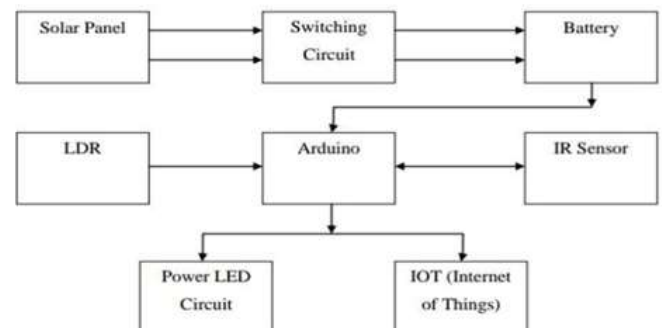 Solar Panel
Switching
Circuit
Battery
LDR
Arduino
IR Sensor
Power LED
Circuit
IOT (Internet
of Things)